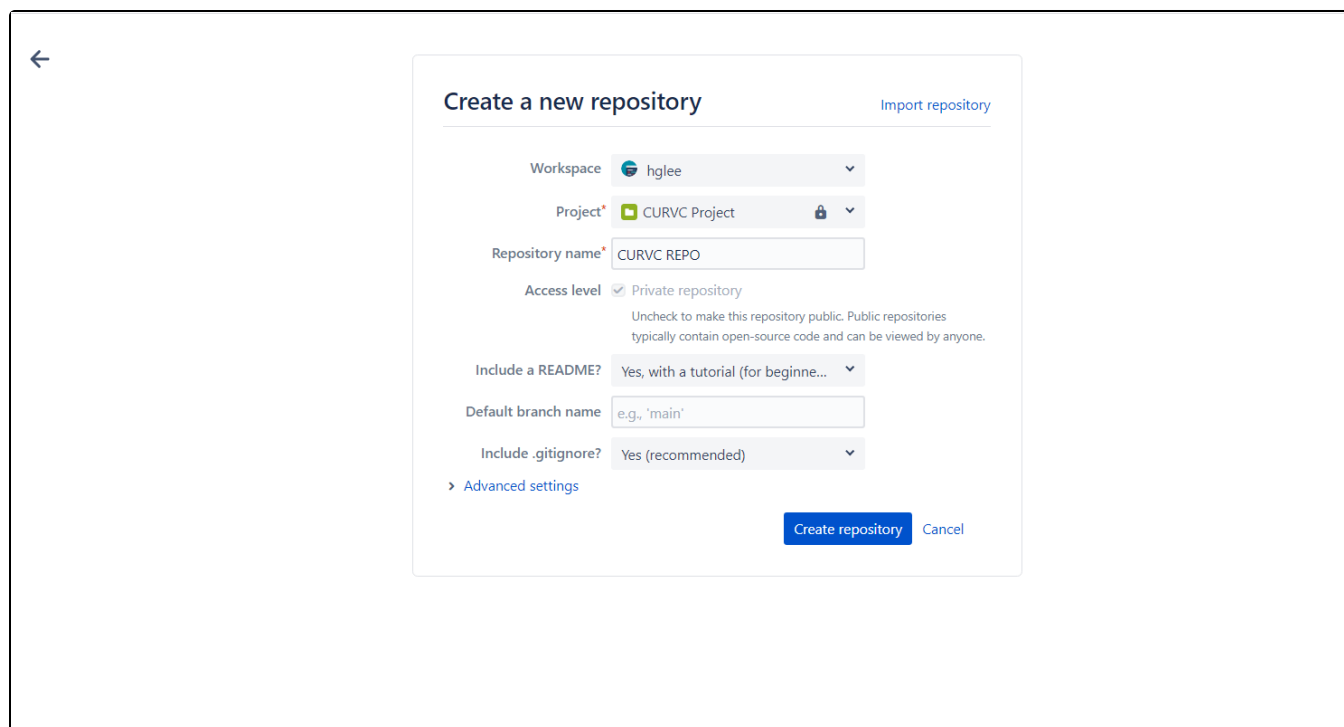 Create a new repository
Import repository
Workspace
hglee
Project*
CURVC Project
Repository name*
CURVC REPO
Access level
Private repository
Uncheck to make this repository public. Public repositories
typically contain open-source code and can be viewed by anyone.
Include a README?
Yes, with a tutorial (for beginne...
Default branch name
e.g., 'main'
Include .gitignore?
Yes (recommended)
Advanced settings
Create repository
Cancel